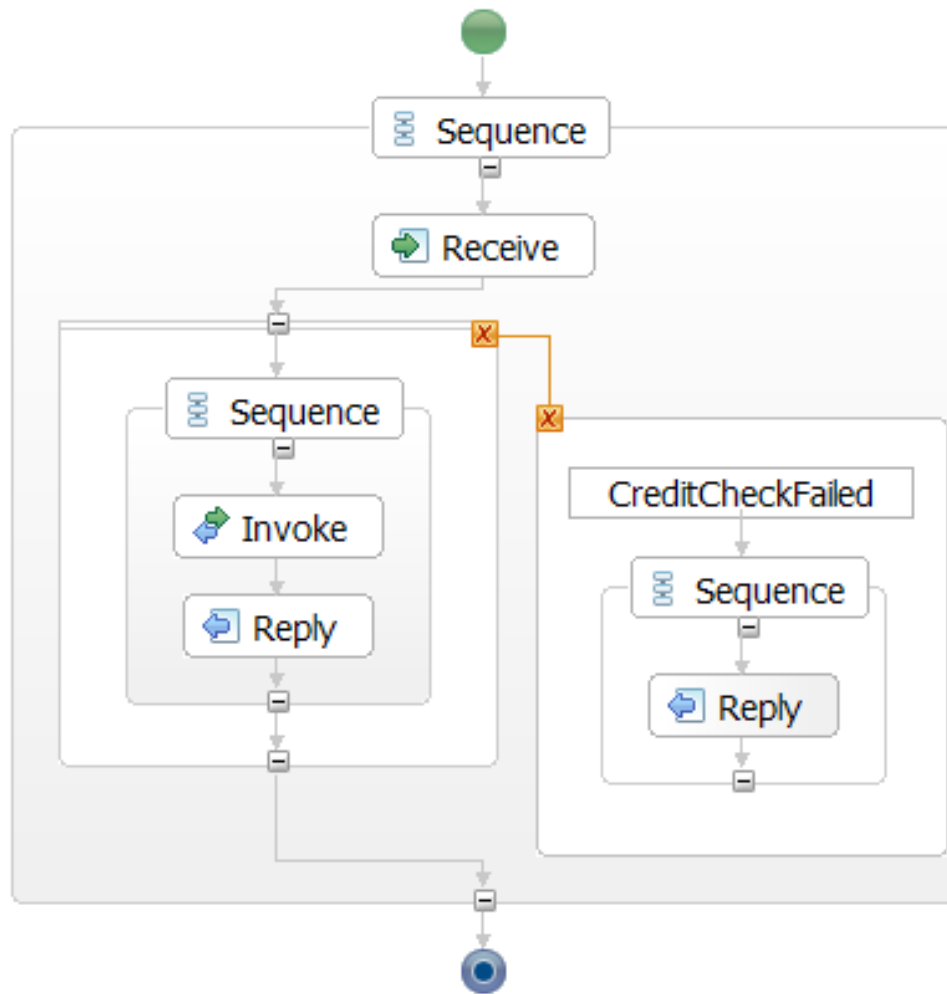 Sequence
Receive
Sequence
Invoke
Reply
CreditCheckFailed
Sequence
Reply